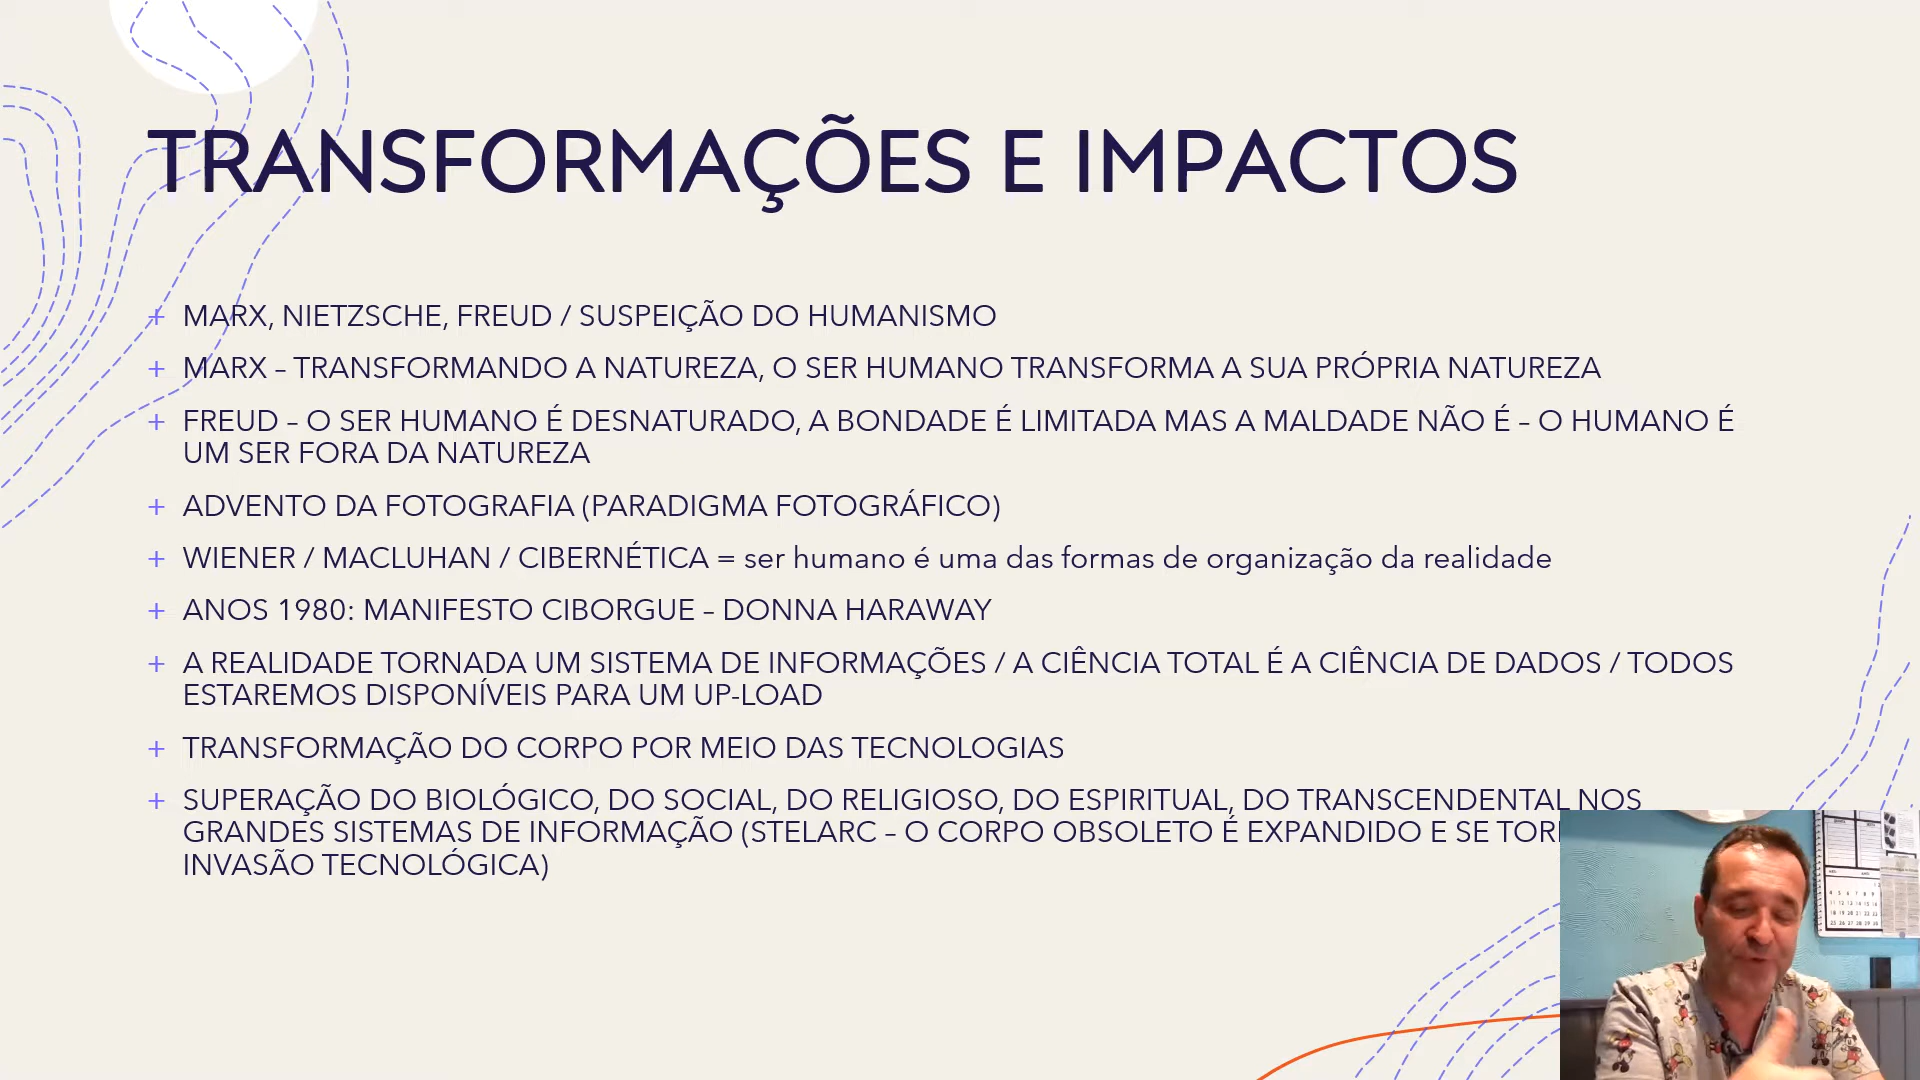 TRANSFORMAÇÕES E IMPACTOS
+ MARX, NIETZSCHE, FREUD / SUSPEIÇÃO DO HUMANISMO
+ MARX – TRANSFORMANDO A NATUREZA, O SER HUMANO TRANSFORMA A SUA PRÓPRIA NATUREZA
+ FREUD – O SER HUMANO É DESNATURADO, A BONDADE É LIMITADA MAS A MALDADE NÃO É – O HUMANO É
UM SER FORA DA NATUREZA
+ ADVENTO DA FOTOGRAFIA (PARADIGMA FOTOGRÁFICO)
+ WIENER / MACLUHAN / CIBERNÉTICA = ser humano é uma das formas de organização da realidade
+ ANOS 1980: MANIFESTO CIBORGUE – DONNA HARAWAY
+ A REALIDADE TORNADA UM SISTEMA DE INFORMAÇÕES / A CIÊNCIA TOTAL É A CIÊNCIA DE DADOS / TODOS
ESTAREMOS DISPONÍVEIS PARA UM UP-LOAD
+ TRANSFORMAÇÃO DO CORPO POR MEIO DAS TECNOLOGIAS
+ SUPERAÇÃO DO BIOLÓGICO, DO SOCIAL, DO RELIGIOSO, DO ESPIRITUAL, DO TRANSCENDENTAL NOS
GRANDES SISTEMAS DE INFORMAÇÃO (STELARC – O CORPO OBSOLETO É EXPANDIDO E SE
INVASÃO TECNOLÓGICA)